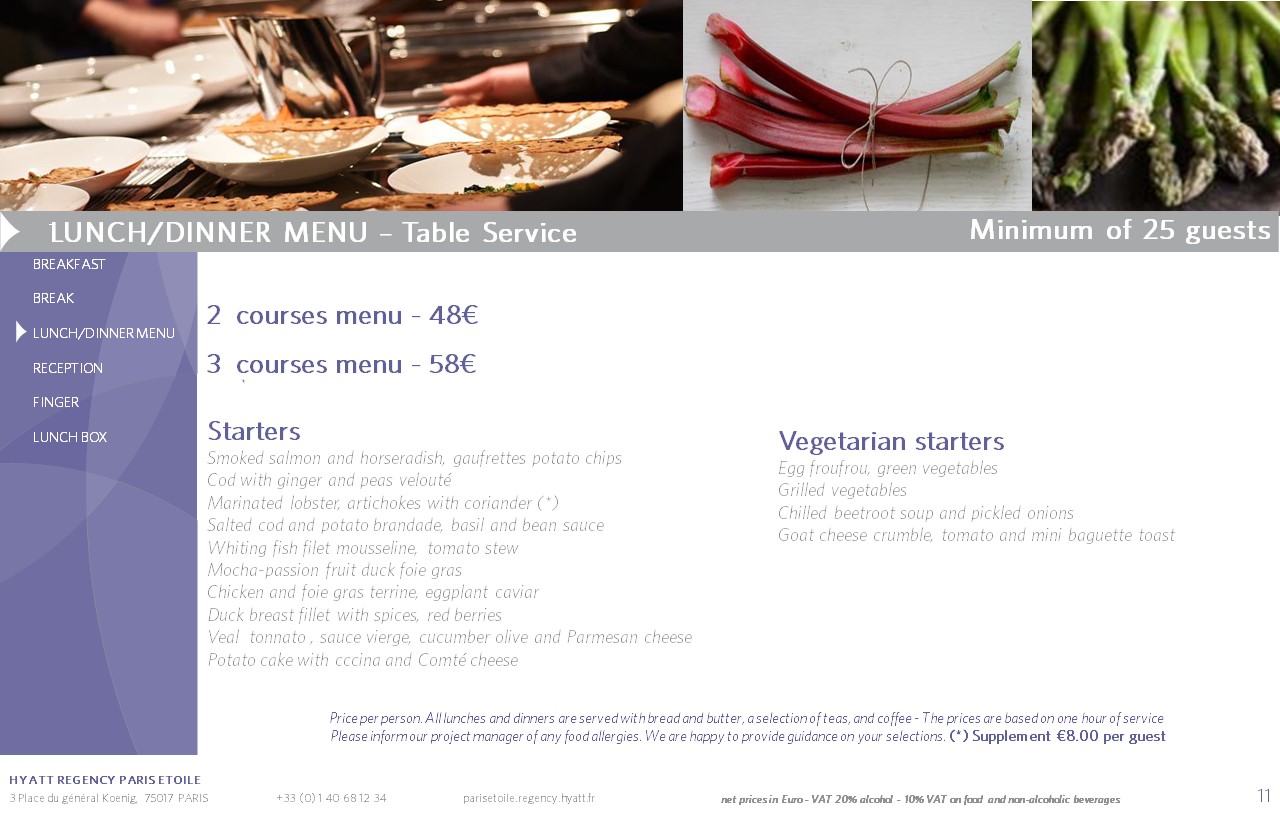 LUNCH/DINNER MENU – Table Service
Minimum of 25 guests
BREAKFAST
BREAK
LUNCH/DINNER MENU
RECEPTION
FINGER
LUNCH BOX
2 courses menu - 48€
3 courses menu - 58€
Starters
Smoked salmon and horseradish, gaufrettes potato chips
Cod with ginger and peas velouté
Marinated lobster, artichokes with coriander (*)
Salted cod and potato brandade, basil and bean sauce
Whiting fish filet mousseline, tomato stew
Mocha-passion fruit duck foie gras
Chicken and foie gras terrine, eggplant caviar
Duck breast fillet with spices, red berries
Veal tonnato , sauce vierge, cucumber olive and Parmesan cheese
Potato cake with cccina and Comté cheese
Vegetarian starters
Egg froufrou, green vegetables
Grilled vegetables
Chilled beetroot soup and pickled onions
Goat cheese crumble, tomato and mini baguette toast
Price per person. All lunches and dinners are served with bread and butter, a selection of teas, and coffee - The prices are based on one hour of service
Please inform our project manager of any food allergies. We are happy to provide guidance on your selections. (*) Supplement €8.00 per guest
HYATT REGENCY PARIS ETOILE
3 Place du général Koenig, 75017 PARIS
+33 (0)1 40 68 12 34
parisetoile.regency.hyatt.fr
net prices in Euro - VAT 20% alcohol - 10% VAT on food and non-alcoholic beverages
11